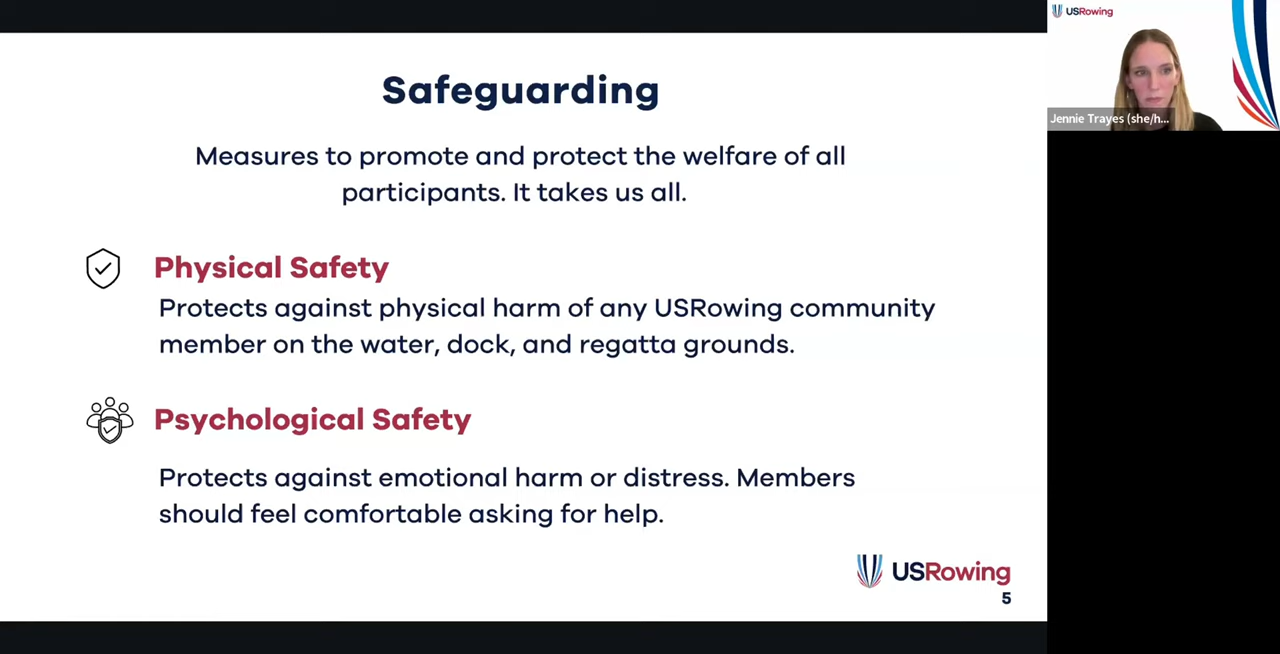 Safeguarding
Measures to promote and protect the welfare of all
participants. It takes us all.
Physical Safety
Protects against physical harm of any USRowing community
member on the water, dock, and regatta grounds.
Psychological Safety
Protects against emotional harm or distress. Members
should feel comfortable asking for help.
USRowing
5
USRowing
Jennie Trayes (she/h...